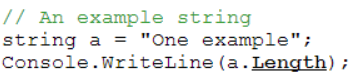 // An example string
string a = "One example";
Console.WriteLine(a.Length);